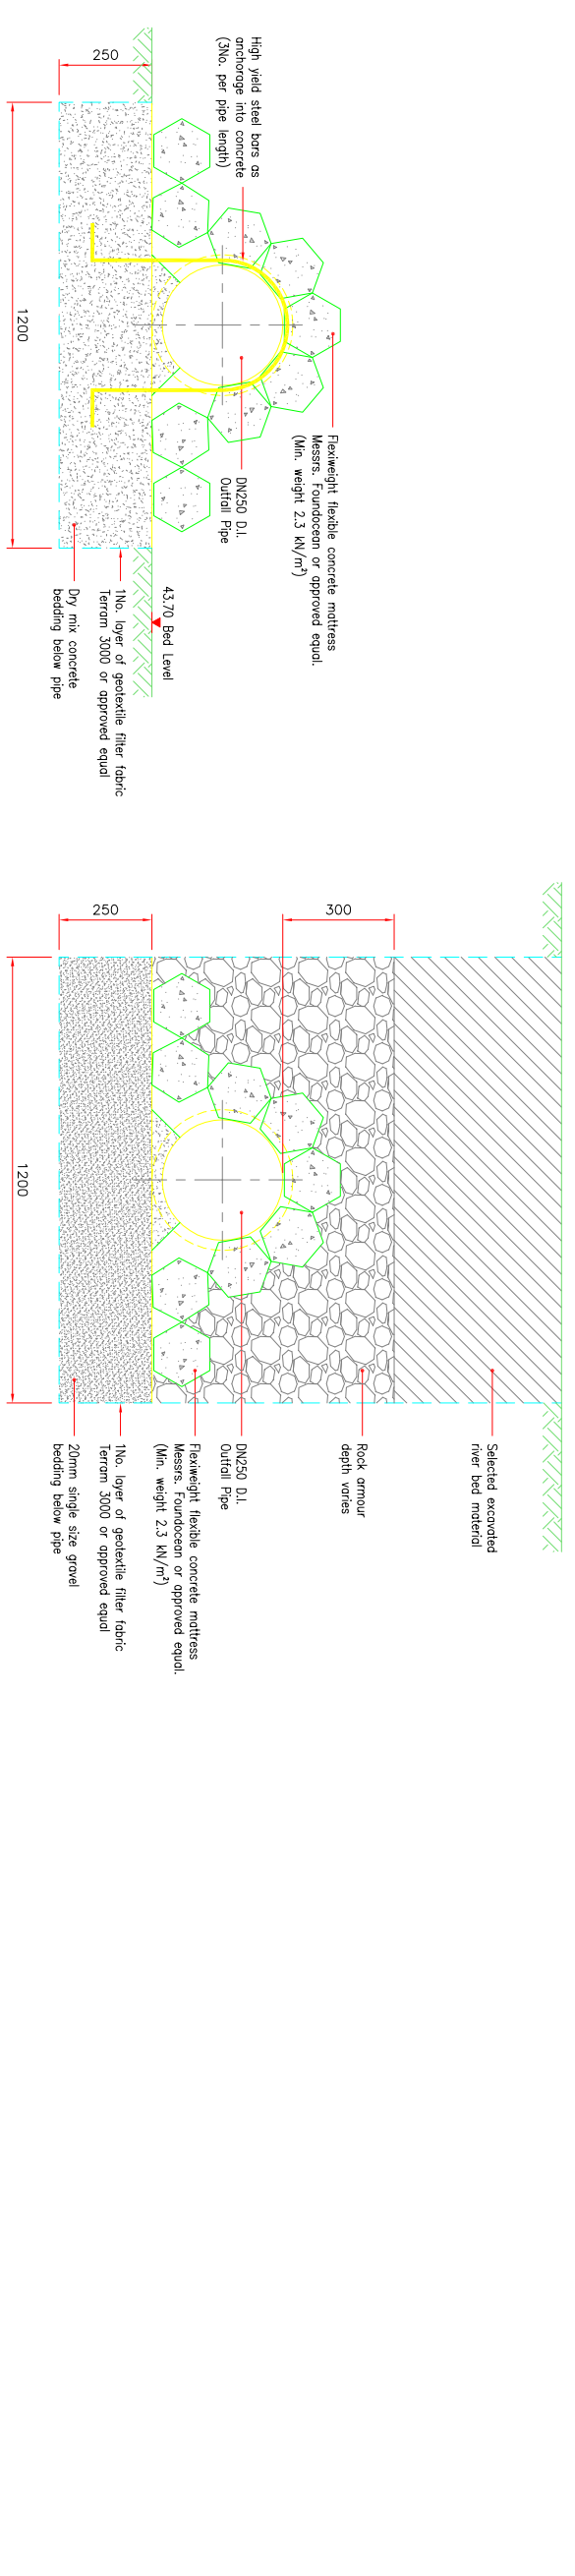 High yield steel bars as
anchorage into concrete
(3No. per pipe length)
250
1200
Flexiweight flexible concrete mattress
Messrs. Foundocean or approved equal.
(Min. weight 2.3 kN/m²)
DN250 D.I.
Outfall Pipe
43.70 Bed Level
1No. layer of geotextile filter fabric
Terram 3000 or approved equal
Dry mix concrete
bedding below pipe
300
250
1200
Selected excavated
river bed material
Rock armour
depth varies
DN250 D.I.
Outfall Pipe
Flexiweight flexible concrete mattress
Messrs. Foundocean or approved equal.
(Min. weight 2.3 kN/m²)
1No. layer of geotextile filter fabric
Terram 3000 or approved equal
20mm single size gravel
bedding below pipe